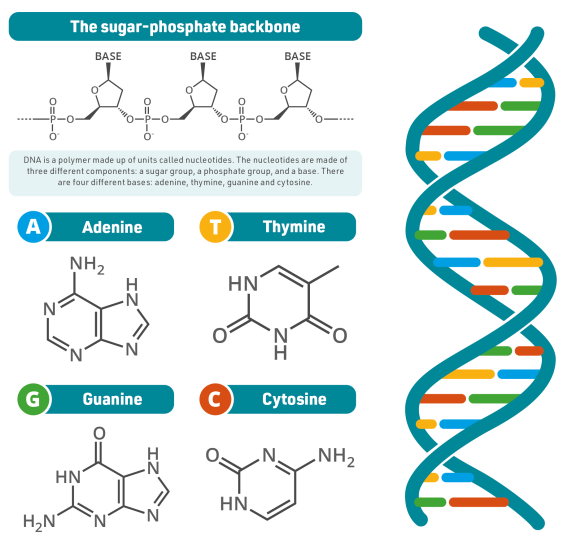 The sugar-phosphate backbone
BASE BASE BASE
O O O
O O O
P O O P O O P O O
O⁻ O⁻ O⁻
DNA is a polymer made up of units called nucleotides. The nucleotides are made of
three different components: a sugar group, a phosphate group, and a base. There
are four different bases: adenine, thymine, guanine and cytosine.
A Adenine
T Thymine
NH₂
N
H
N
N
N
HN
O
N
H
O
G Guanine
C Cytosine
O
HN
H
N
H₂N
N
N
O
N
NH₂
HN